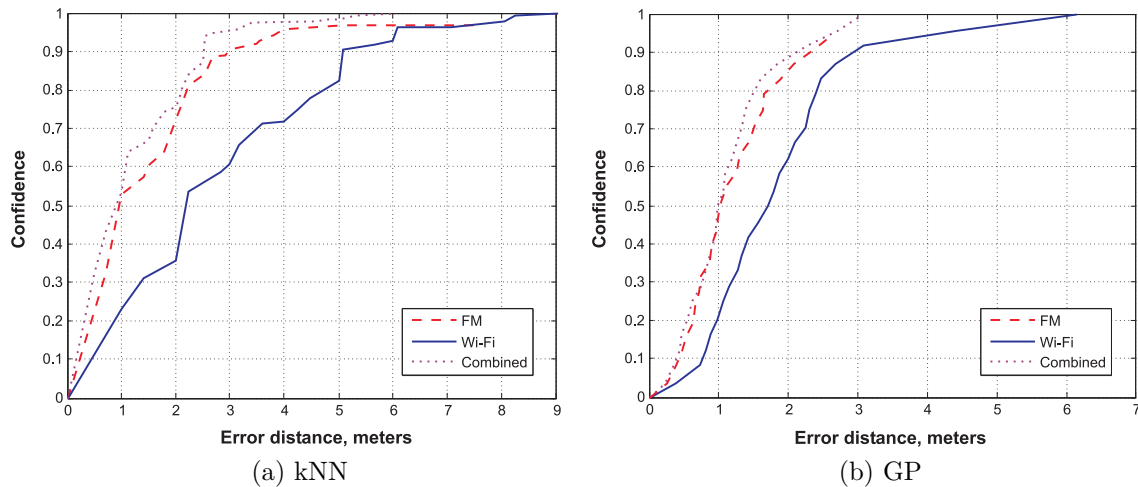 1
0.9
0.8
0.7
0.6
0.5
0.4
0.3
0.2
0.1
0
Confidence
0 1 2 3 4 5 6 7 8 9
Error distance, meters
FM
Wi-Fi
Combined
(a) kNN
1
0.9
0.8
0.7
0.6
0.5
0.4
0.3
0.2
0.1
0
Confidence
0 1 2 3 4 5 6 7
Error distance, meters
FM
Wi-Fi
Combined
(b) GP